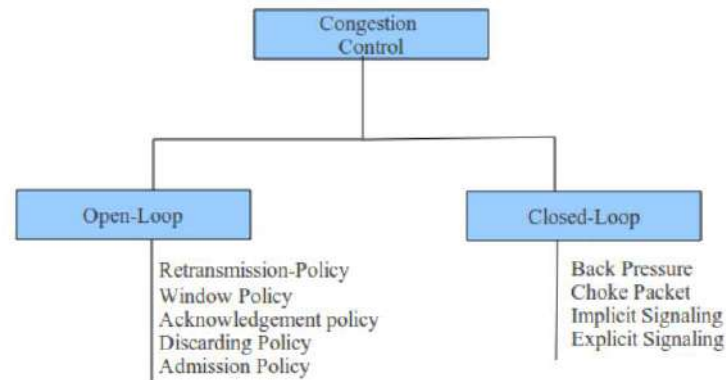 Congestion
Control
Open-Loop
Closed-Loop
Retransmission-Policy
Window Policy
Acknowledgement policy
Discarding Policy
Admission Policy
Back Pressure
Choke Packet
Implicit Signaling
Explicit Signaling